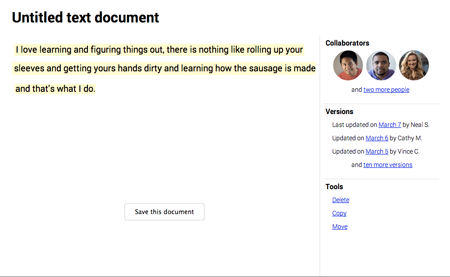 Untitled text document
I love learning and figuring things out, there is nothing like rolling up your
sleeves and getting yours hands dirty and learning how the sausage is made
and that's what I do.
Save this document
Collaborators
and two more people
Versions
Last updated on March 7 by Neal S.
Updated on March 6 by Cathy M.
Updated on March 5 by Vince C.
and ten more versions
Tools
Delete
Copy
Move